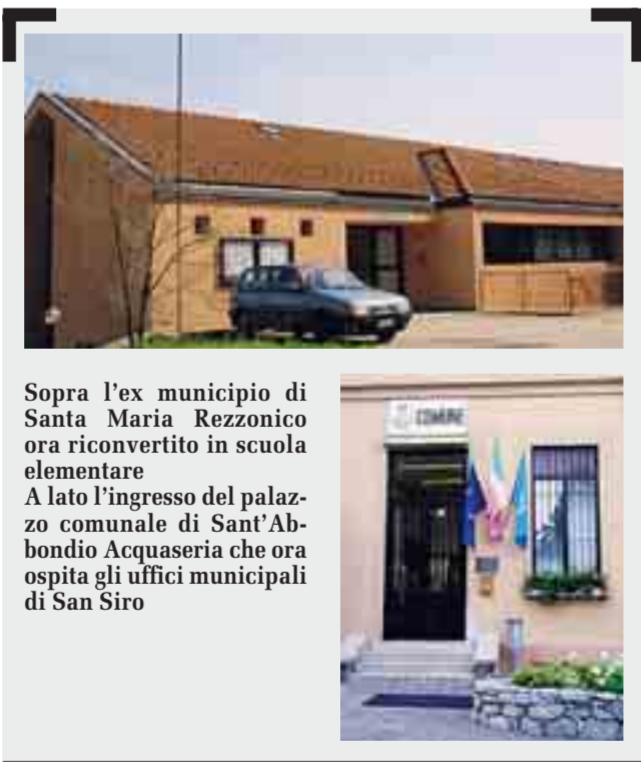 Sopra l'ex municipio di
Santa Maria Rezzonico
ora riconvertito in scuola
elementare
A lato l'ingresso del palaz-
zo comunale di Sant'Ab-
bondio Acquaseria che ora
ospita gli uffici municipali
di San Siro
COMUNE